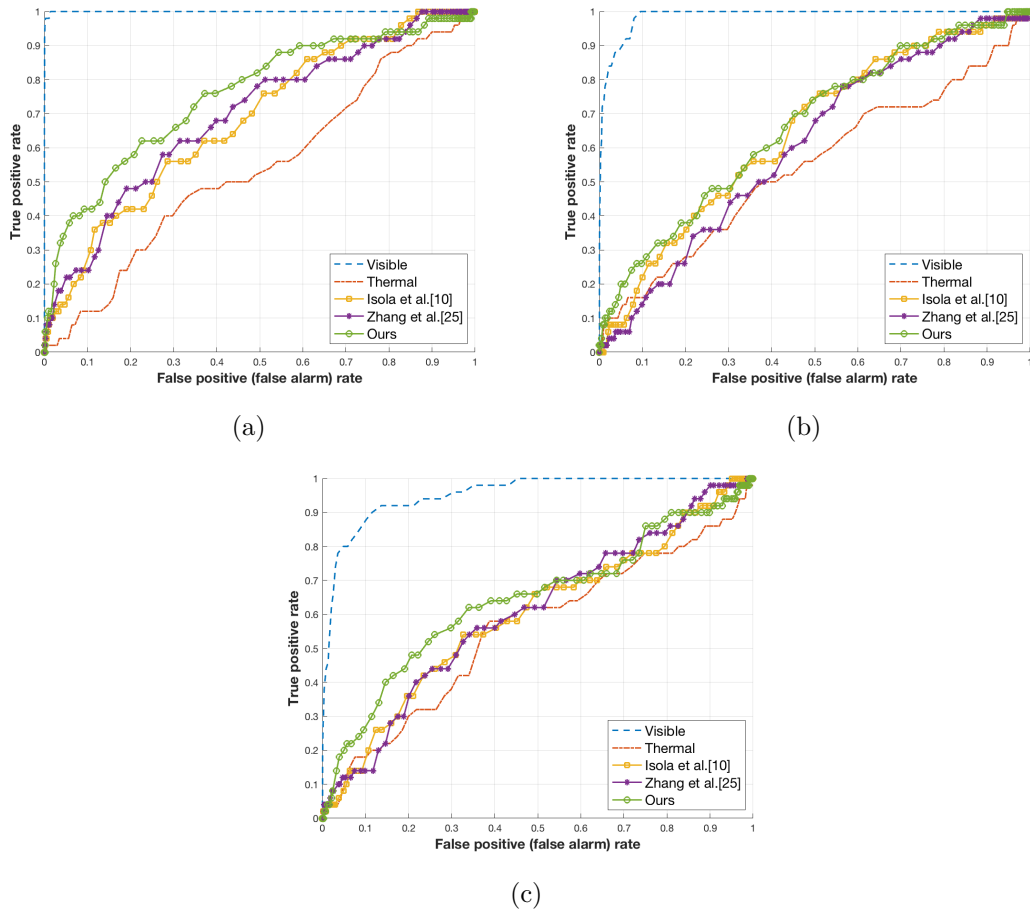 1
0.9
0.8
0.7
0.6
0.5
0.4
0.3
0.2
0.1
0
True positive rate
Visible
Thermal
Isola et al.[10]
Zhang et al.[25]
Ours
0 0.1 0.2 0.3 0.4 0.5 0.6 0.7 0.8 0.9 1
False positive (false alarm) rate
(a)
1
0.9
0.8
0.7
0.6
0.5
0.4
0.3
0.2
0.1
0
True positive rate
Visible
Thermal
Isola et al.[10]
Zhang et al.[25]
Ours
0 0.1 0.2 0.3 0.4 0.5 0.6 0.7 0.8 0.9 1
False positive (false alarm) rate
(b)
1
0.9
0.8
0.7
0.6
0.5
0.4
0.3
0.2
0.1
0
True positive rate
Visible
Thermal
Isola et al.[10]
Zhang et al.[25]
Ours
0 0.1 0.2 0.3 0.4 0.5 0.6 0.7 0.8 0.9 1
False positive (false alarm) rate
(c)